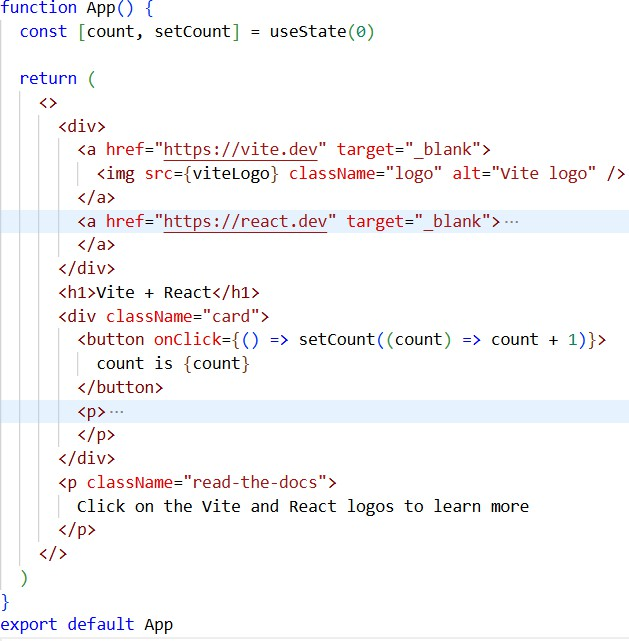 function App() {
  const [count, setCount] = useState(0)

  return (
    <>
      <div>
        <a href="https://vite.dev" target="_blank">
          <img src={viteLogo} className="logo" alt="Vite logo" />
        </a>
        <a href="https://react.dev" target="_blank">···
        </a>
      </div>
      <h1>Vite + React</h1>
      <div className="card">
        <button onClick={() => setCount((count) => count + 1)}>
          count is {count}
        </button>
        <p>···
        </p>
      </div>
      <p className="read-the-docs">
        Click on the Vite and React logos to learn more
      </p>
    </>
  )
}
export default App